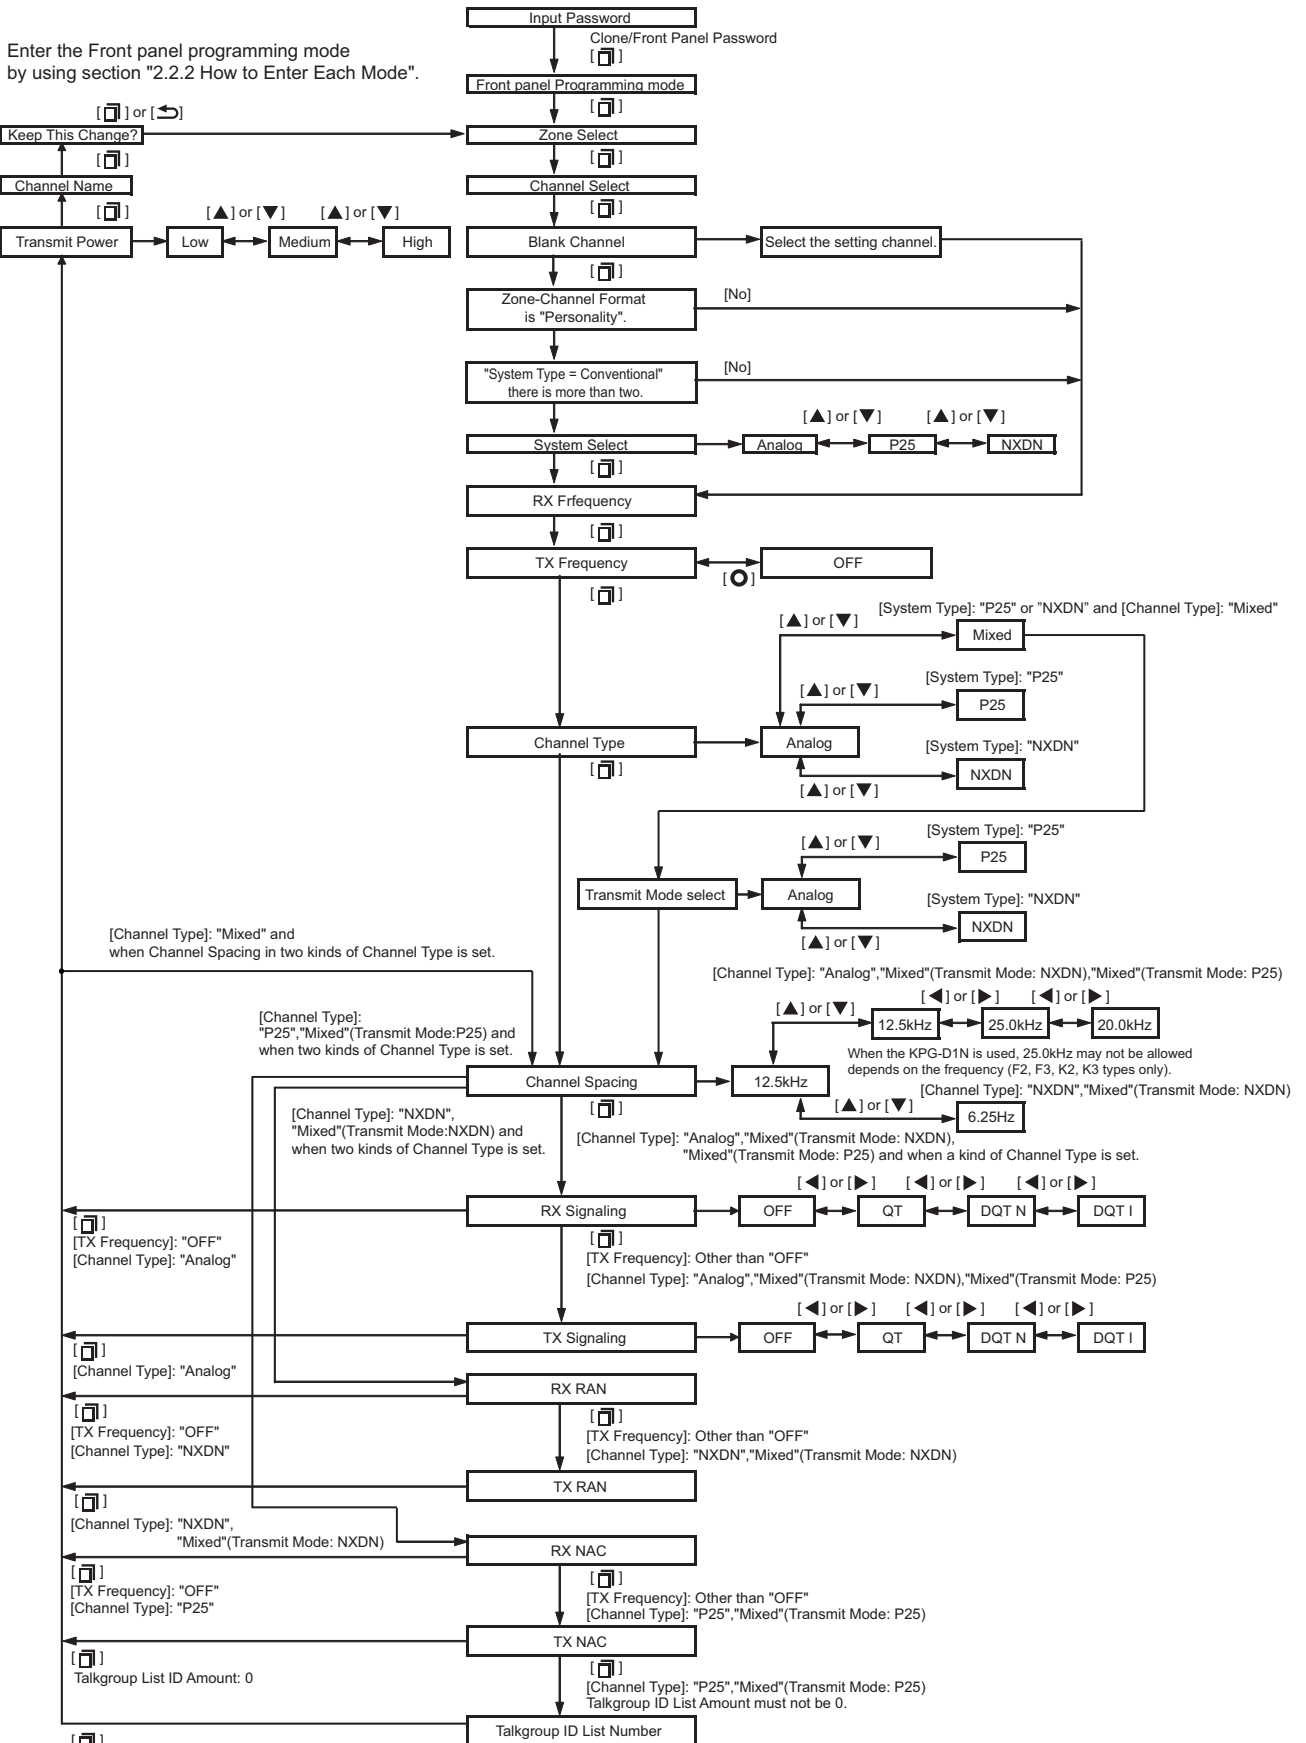 Input Password
Clone/Front Panel Password
[ ]
Enter the Front panel programming mode
by using section "2.2.2 How to Enter Each Mode".
Front panel Programming mode
[ ]
[ ] or [ ]
Keep This Change?
Zone Select
[ ]
[ ]
Channel Name
Channel Select
[ ]
[ ]
[▲] or [▼]
[▲] or [▼]
Transmit Power
Low
Medium
High
Blank Channel
Select the setting channel.
[ ]
Zone-Channel Format
is "Personality".
[No]
"System Type = Conventional"
there is more than two.
[No]
[▲] or [▼]
[▲] or [▼]
System Select
Analog
P25
NXDN
[ ]
RX Frfequency
[ ]
TX Frequency
OFF
[ ]
[ ]
[System Type]: "P25" or ”NXDN” and [Channel Type]: "Mixed"
[▲] or [▼]
Mixed
[System Type]: "P25"
[▲] or [▼]
P25
Channel Type
Analog
[System Type]: "NXDN"
[ ]
NXDN
[▲] or [▼]
[System Type]: "P25"
[▲] or [▼]
P25
Transmit Mode select
Analog
[System Type]: "NXDN"
NXDN
[▲] or [▼]
[Channel Type]: "Mixed" and
when Channel Spacing in two kinds of Channel Type is set.
[Channel Type]: "Analog","Mixed"(Transmit Mode: NXDN),"Mixed"(Transmit Mode: P25)
[◀] or [▶]
[◀] or [▶]
[▲] or [▼]
12.5kHz
25.0kHz
20.0kHz
[Channel Type]:
"P25","Mixed"(Transmit Mode:P25) and
when two kinds of Channel Type is set.
When the KPG-D1N is used, 25.0kHz may not be allowed
depends on the frequency (F2, F3, K2, K3 types only).
Channel Spacing
12.5kHz
[Channel Type]: "NXDN","Mixed"(Transmit Mode: NXDN)
[ ]
[▲] or [▼]
6.25Hz
[Channel Type]: "NXDN",
"Mixed"(Transmit Mode:NXDN) and
when two kinds of Channel Type is set.
[Channel Type]: "Analog","Mixed"(Transmit Mode: NXDN),
"Mixed"(Transmit Mode: P25) and when a kind of Channel Type is set.
[◀] or [▶]
[◀] or [▶]
[◀] or [▶]
RX Signaling
OFF
QT
DQT N
DQT I
[ ]
[TX Frequency]: "OFF"
[Channel Type]: "Analog"
[ ]
[TX Frequency]: Other than "OFF"
[Channel Type]: "Analog","Mixed"(Transmit Mode: NXDN),"Mixed"(Transmit Mode: P25)
[◀] or [▶]
[◀] or [▶]
[◀] or [▶]
TX Signaling
OFF
QT
DQT N
DQT I
[ ]
[Channel Type]: "Analog"
RX RAN
[ ]
[TX Frequency]: "OFF"
[Channel Type]: "NXDN"
[ ]
[TX Frequency]: Other than "OFF"
[Channel Type]: "NXDN","Mixed"(Transmit Mode: NXDN)
TX RAN
[ ]
[Channel Type]: "NXDN",
"Mixed"(Transmit Mode: NXDN)
RX NAC
[ ]
[TX Frequency]: "OFF"
[Channel Type]: "P25"
[ ]
[TX Frequency]: Other than "OFF"
[Channel Type]: "P25","Mixed"(Transmit Mode: P25)
TX NAC
[ ]
Talkgroup List ID Amount: 0
[ ]
[Channel Type]: "P25","Mixed"(Transmit Mode: P25)
Talkgroup ID List Amount must not be 0.
Talkgroup ID List Number
[ ]